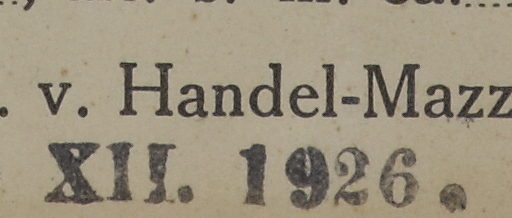 . v. Handel-Mazz
XII. 1926.